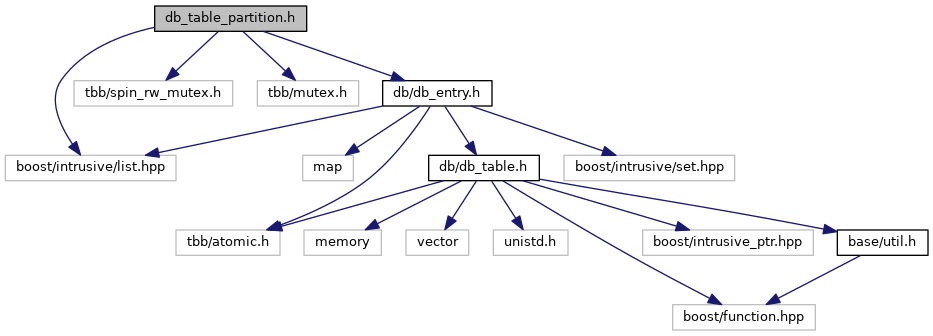 db_table_partition.h
tbb/spin_rw_mutex.h
tbb/mutex.h
db/db_entry.h
boost/intrusive/list.hpp
map
db/db_table.h
boost/intrusive/set.hpp
tbb/atomic.h
memory
vector
unistd.h
boost/intrusive_ptr.hpp
base/util.h
boost/function.hpp